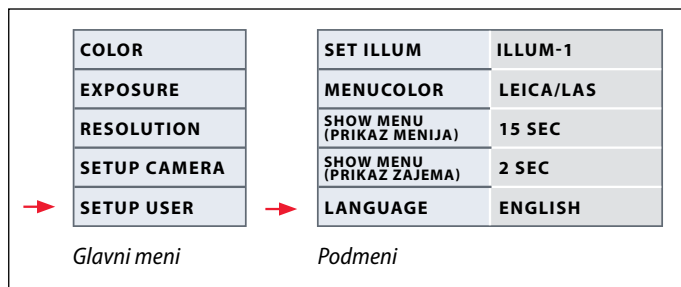 COLOR
EXPOSURE
RESOLUTION
SETUP CAMERA
SETUP USER
Glavni meni
SET ILLUM ILLUM-1
MENUCOLOR LEICA/LAS
SHOW MENU
(PRIKAZ MENIJA) 15 SEC
SHOW MENU
(PRIKAZ ZAJEMA) 2 SEC
LANGUAGE ENGLISH
Podmeni